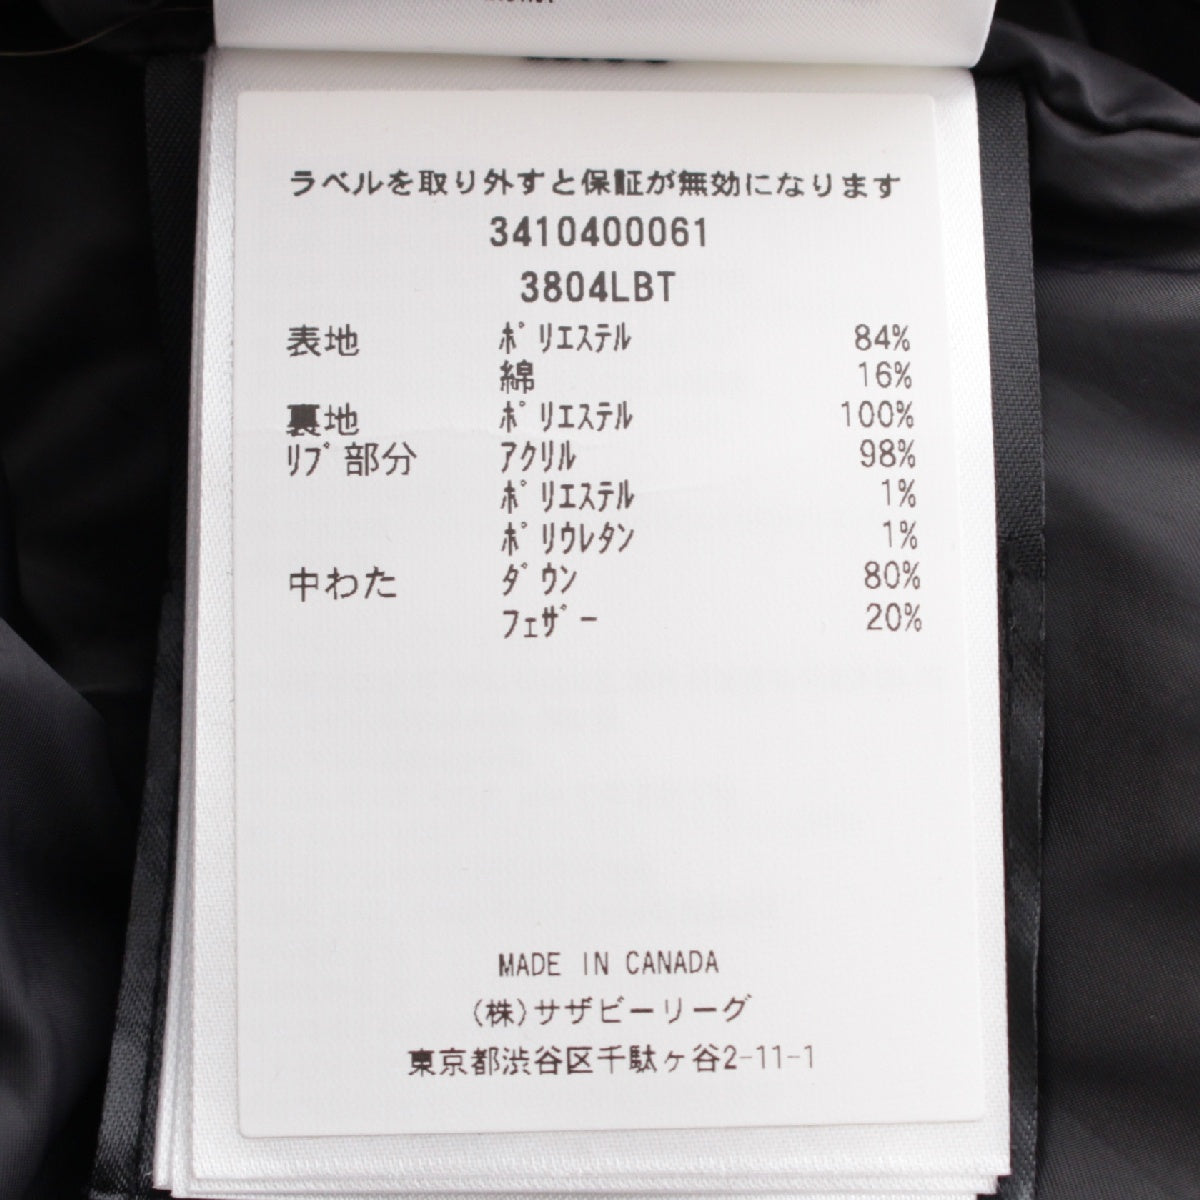 ラベルを取り外すと保証が無効になります
3410400061
3804LBT
表地 ﾎﾟﾘｴｽﾃﾙ 84%
綿 16%
裏地 ﾎﾟﾘｴｽﾃﾙ 100%
ﾘﾌﾞ部分 ｱｸﾘﾙ 98%
ﾎﾟﾘｴｽﾃﾙ 1%
ﾎﾟﾘｳﾚﾀﾝ 1%
中わた ﾀﾞｳﾝ 80%
ﾌｪｻﾞｰ 20%
MADE IN CANADA
(株)サザビーリーグ
東京都渋谷区千駄ヶ谷2-11-1